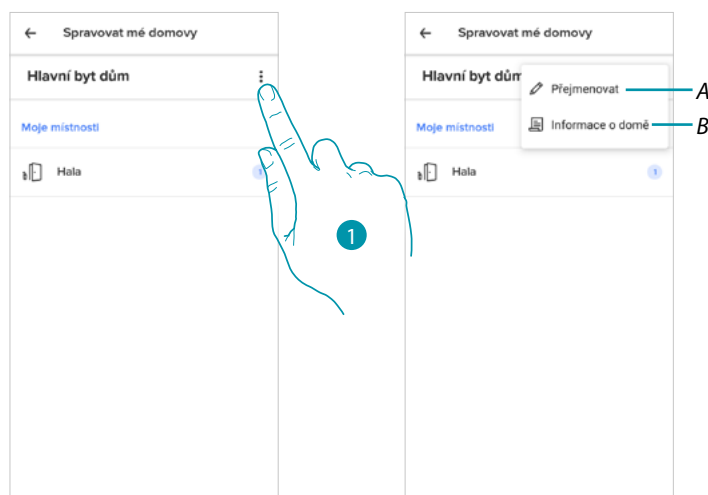 ← Spravovat mé domovy
Hlavní byt dům
Moje místnosti
Hala 1
1
← Spravovat mé domovy
Hlavní byt dům
Přejmenovat A
Informace o domě B
Moje místnosti
Hala 1